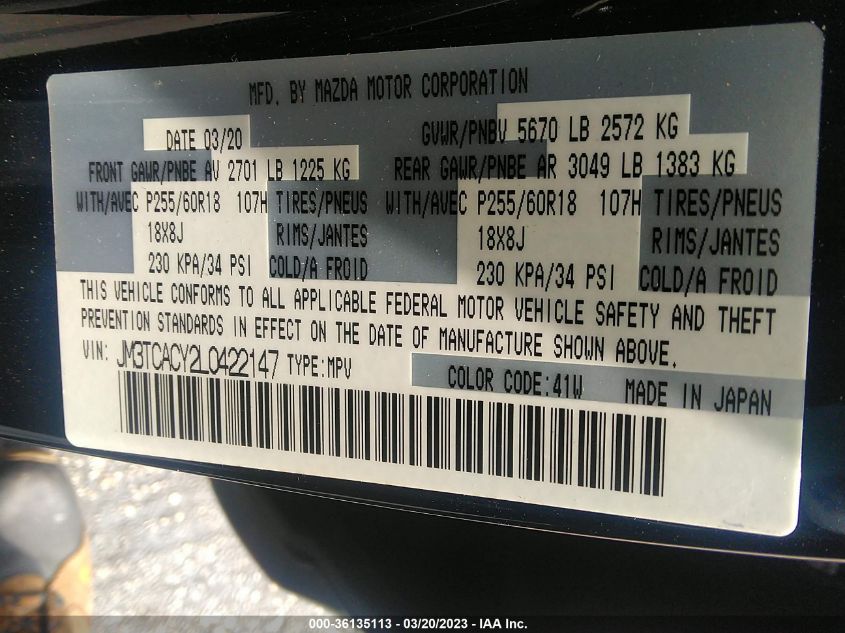 MFD. BY MAZDA MOTOR CORPORATION
DATE 03/20 GVWR/PNBV 5670 LB 2572 KG
FRONT GAWR/PNBE AV 2701 LB 1225 KG REAR GAWR/PNBE AR 3049 LB 1383 KG
WITH/AVEC P255/60R18 107H TIRES/PNEUS WITH/AVEC P255/60R18 107H TIRES/PNEUS
18X8J RIMS/JANTES 18X8J RIMS/JANTES
230 KPA/34 PSI COLD/A FROID 230 KPA/34 PSI COLD/A FROID
THIS VEHICLE CONFORMS TO ALL APPLICABLE FEDERAL MOTOR VEHICLE SAFETY AND THEFT
PREVENTION STANDARDS IN EFFECT ON THE DATE OF MANUFACTURE SHOWN ABOVE.
VIN: JM3TCACY2L0422147 TYPE:MPV COLOR CODE:41W MADE IN JAPAN
000-36135113 - 03/20/2023 - IAA Inc.